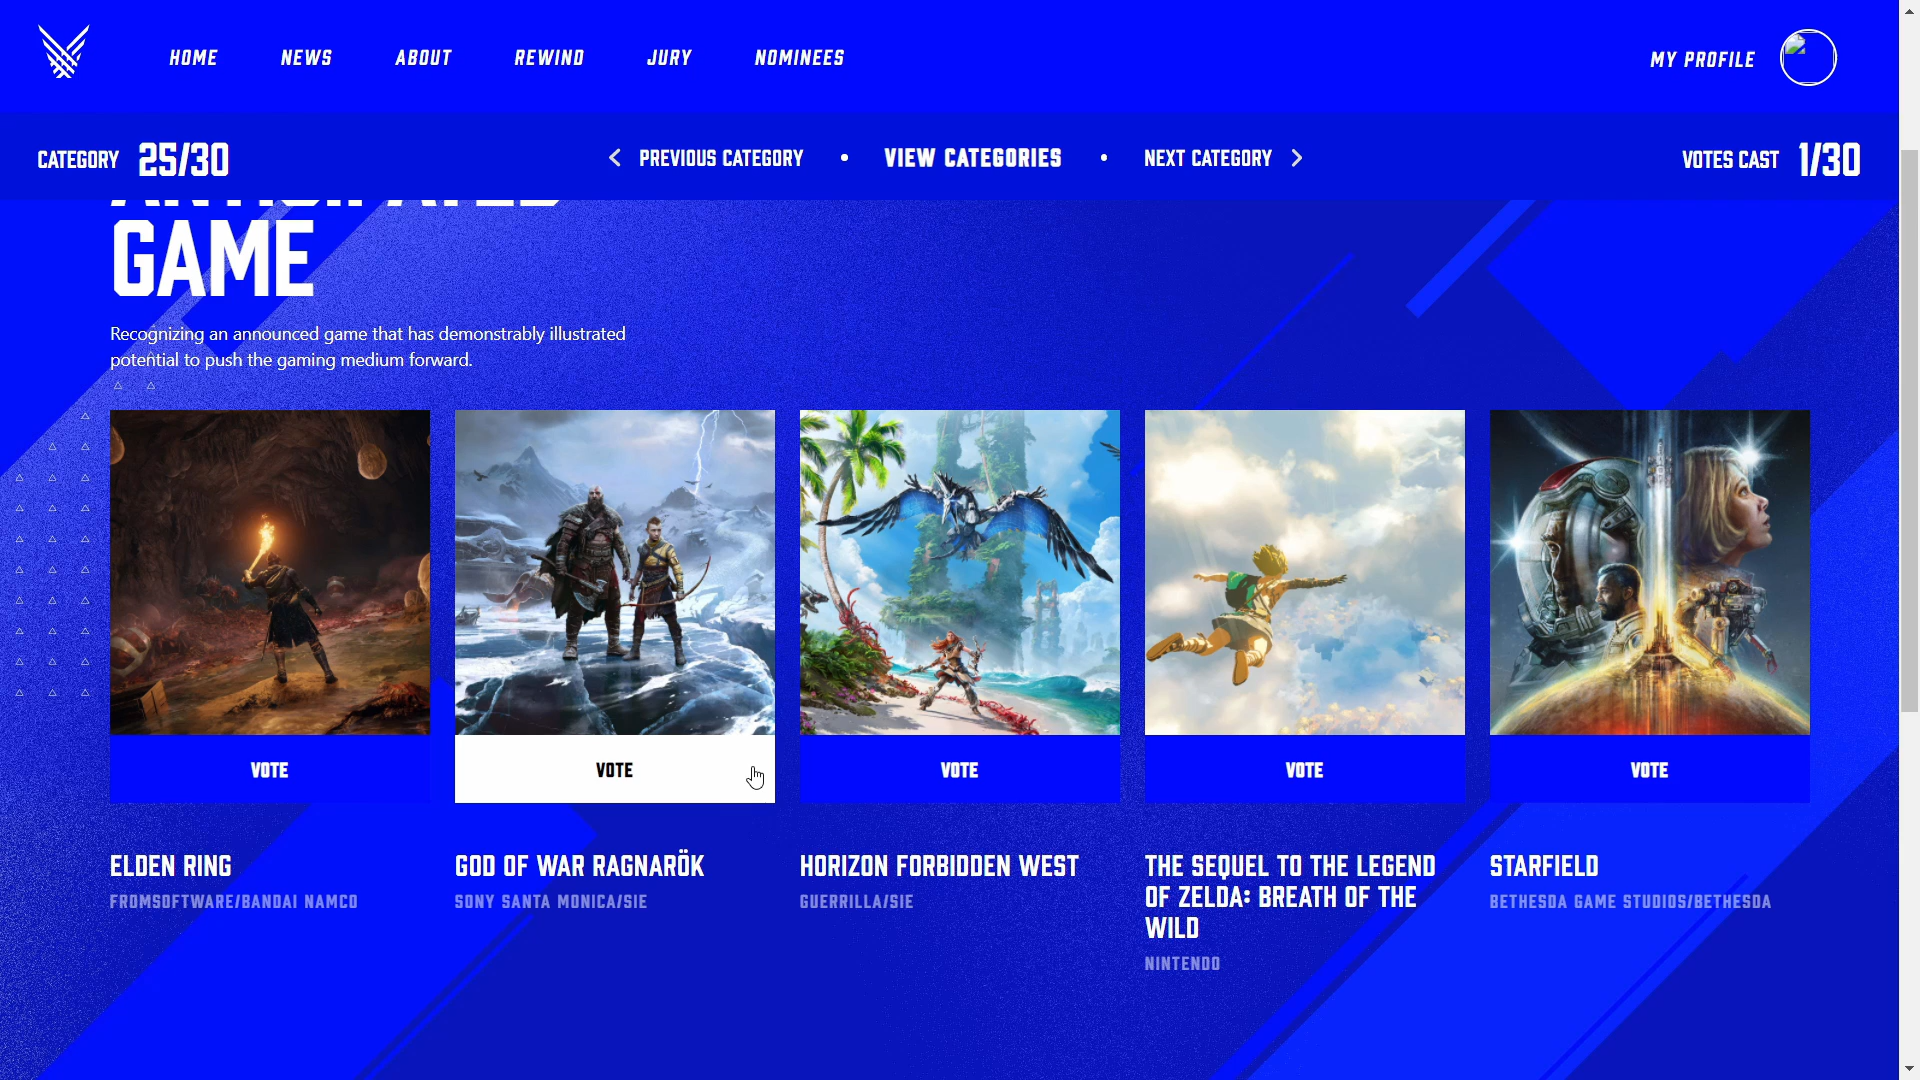 HOME NEWS ABOUT REWIND JURY NOMINEES MY PROFILE
CATEGORY 25/30 PREVIOUS CATEGORY • VIEW CATEGORIES • NEXT CATEGORY VOTES CAST 1/30
GAME
Recognizing an announced game that has demonstrably illustrated
potential to push the gaming medium forward.
VOTE VOTE VOTE VOTE VOTE
ELDEN RING
FROMSOFTWARE/BANDAI NAMCO
GOD OF WAR RAGNARÖK
SONY SANTA MONICA/SIE
HORIZON FORBIDDEN WEST
GUERRILLA/SIE
THE SEQUEL TO THE LEGEND
OF ZELDA: BREATH OF THE
WILD
NINTENDO
STARFIELD
BETHESDA GAME STUDIOS/BETHESDA